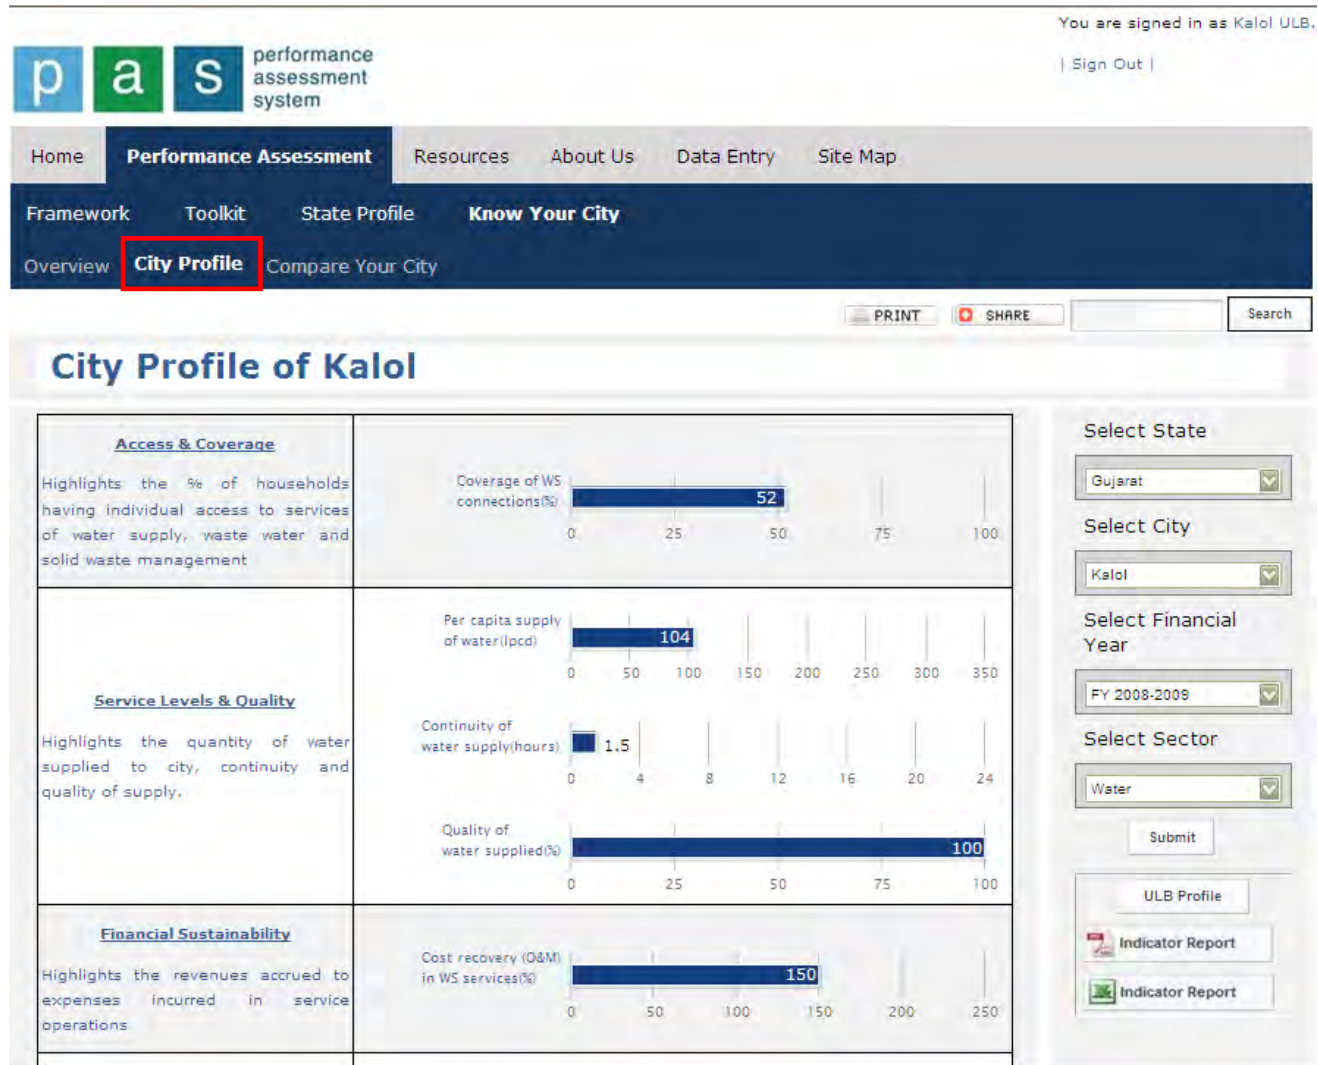 You are signed in as Kalol ULB.
| Sign Out |
p a s
performance
assessment
system
Home Performance Assessment Resources About Us Data Entry Site Map
Framework Toolkit State Profile Know Your City
Overview City Profile Compare Your City
PRINT SHARE Search
City Profile of Kalol
Access & Coverage
Highlights the % of households
having individual access to services
of water supply, waste water and
solid waste management
Coverage of WS
connections(%)
52
0 25 50 75 100
Service Levels & Quality
Highlights the quantity of water
supplied to city, continuity and
quality of supply.
Per capita supply
of water(lpcd)
104
0 50 100 150 200 250 300 350
Continuity of
water supply(hours)
1.5
0 4 8 12 16 20 24
Quality of
water supplied(%)
100
0 25 50 75 100
Financial Sustainability
Highlights the revenues accrued to
expenses incurred in service
operations
Cost recovery (O&M)
in WS services(%)
150
0 50 100 150 200 250
Select State
Gujarat
Select City
Kalol
Select Financial
Year
FY 2008-2009
Select Sector
Water
Submit
ULB Profile
Indicator Report
Indicator Report